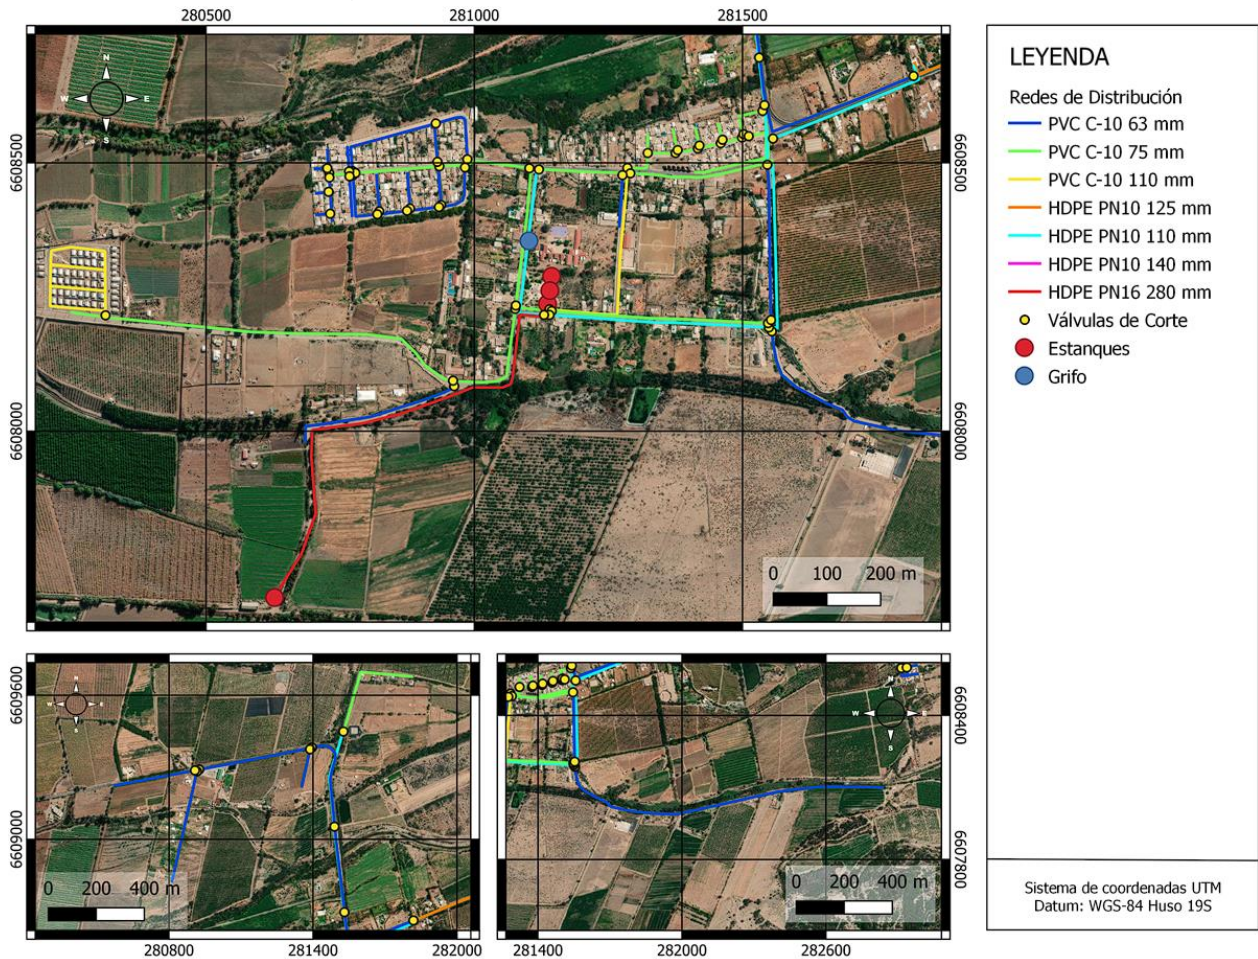 280500 281000 281500
N
W E
S
6608500 6608500
6608000 6608000
0 100 200 m
LEYENDA
Redes de Distribución
PVC C-10 63 mm
PVC C-10 75 mm
PVC C-10 110 mm
HDPE PN10 125 mm
HDPE PN10 110 mm
HDPE PN10 140 mm
HDPE PN16 280 mm
Válvulas de Corte
Estanques
Grifo
N
W E
S
6609600
6609000
0 200 400 m
280800 281400 282000
N
W E
S
6608400
6607800
0 200 400 m
281400 282000 282600
Sistema de coordenadas UTM
Datum: WGS-84 Huso 19S